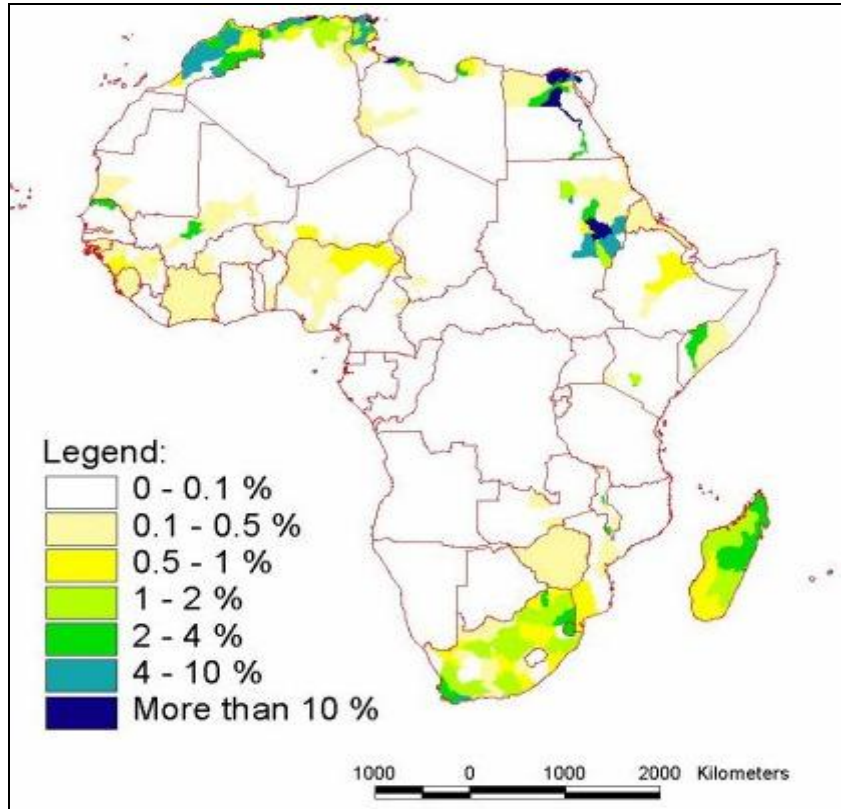 Legend:
0 - 0.1 %
0.1 - 0.5 %
0.5 - 1 %
1 - 2 %
2 - 4 %
4 - 10 %
More than 10 %
1000 0 1000 2000 Kilometers